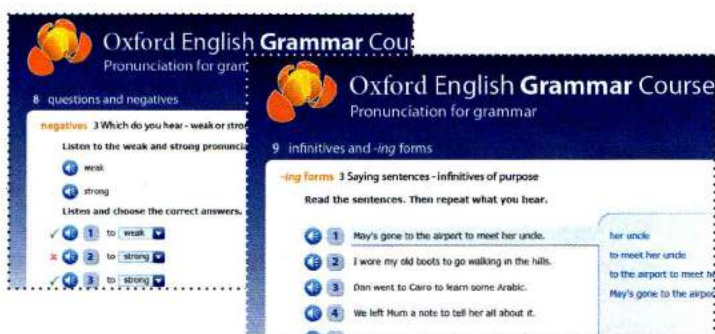 Oxford English Grammar Cou
Pronunciation for gram
8 questions and negatives
negatives 3 Which do you hear - weak or stron
Listen to the weak and strong pronuncia
weak
strong
Listen and choose the correct answers.
1 to weak
2 to strong
3 to strong
Oxford English Grammar Course
Pronunciation for grammar
9 infinitives and -ing forms
-ing forms 3 Saying sentences - infinitives of purpose
Read the sentences. Then repeat what you hear.
1 May's gone to the airport to meet her uncle.
2 I wore my old boots to go walking in the hills.
3 Dan went to Cairo to learn some Arabic.
4 We left Mum a note to tell her all about it.
her uncle
to meet her uncle
to the airport to meet h
May's gone to the airpo